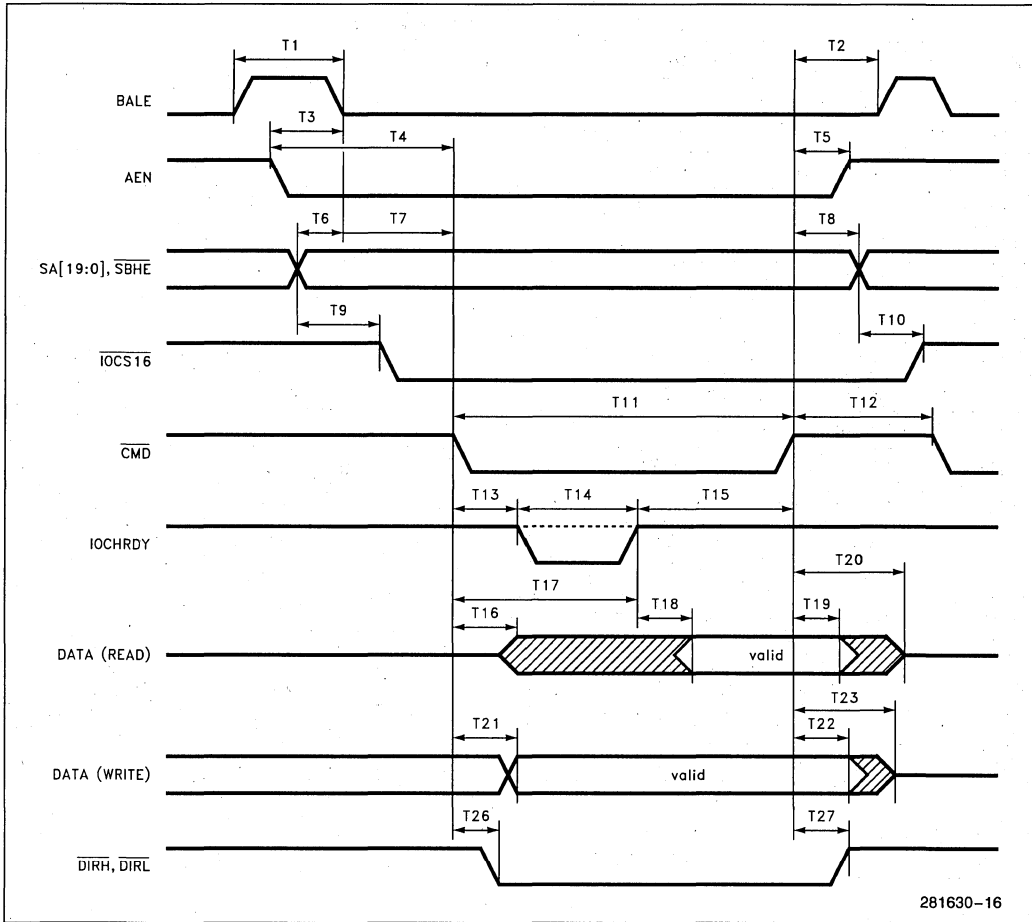 T1
T2
BALE
T3
T4
T5
AEN
T6
T7
T8
SA[19:0], SBHE
T9
T10
IOCS16
T11
T12
CMD
T13
T14
T15
IOCHRDY
T17
T20
T16
T18
T19
DATA (READ)
valid
T23
T21
T22
DATA (WRITE)
valid
T26
T27
DIRH, DIRL
281630-16